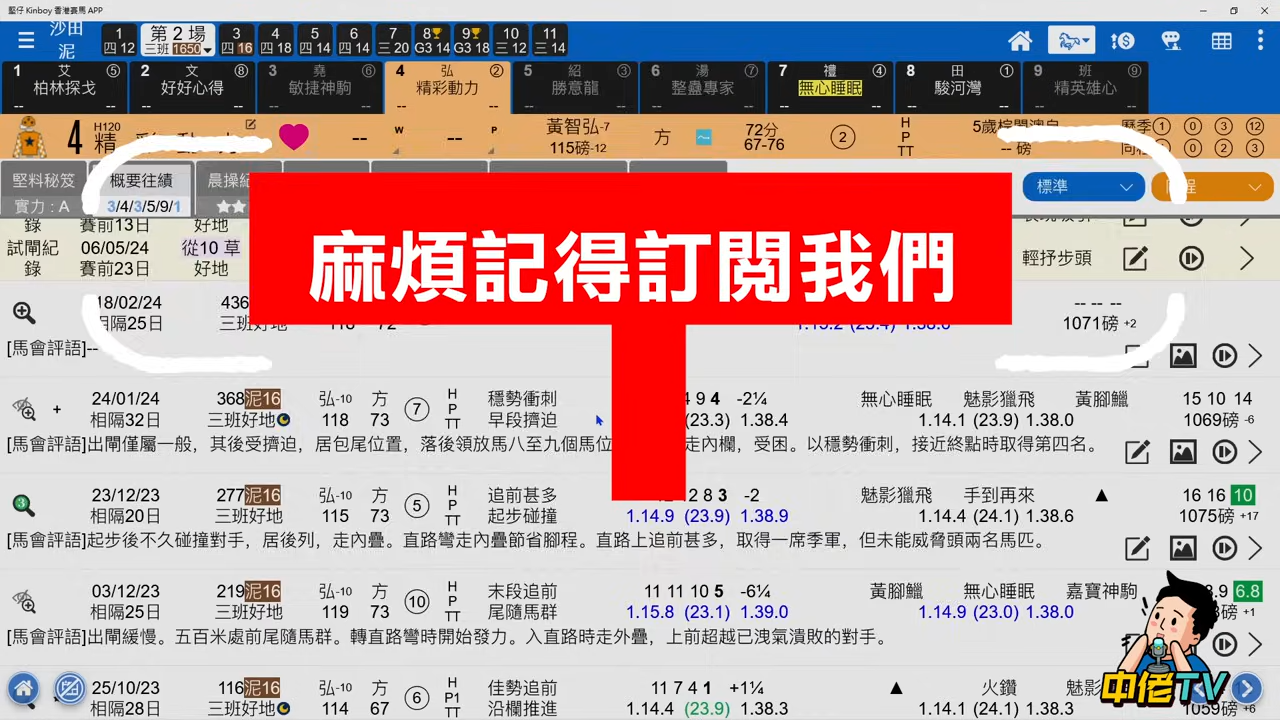 堅仔 Kinboy 香港賽馬 APP
沙田
泥
1 第 2 場 3 4 5 6 7 8 9 10 11
四 12 三班 1650 四 16 四 18 四 14 四 14 三 20 G3 14 G3 18 三 12 三 14
1 艾 ⑤ 2 文 ⑧ 3 堯 ⑥ 4 弘 ② 5 紹 ③ 6 湯 ⑦ 7 禮 ④ 8 田 ① 9 班 ⑨
柏林探戈 好好心得 敏捷神駒 精彩動力 勝意龍 整蠱專家 無心睡眠 駿河灣 精英雄心
-- -- -- -- -- -- -- -- --
4 H120 -- W -- P 黃智弘-7 方 72分 ② H 5歲
精 115磅-12 67-76 P
TT -- 磅
① ⓪ ③ ⑫
⓪ ② ③
堅料秘笈 概要往績 標準
實力 : A 3/4/3/5/9/1 ★★
錄 賽前13日 好地
試閘紀 06/05/24 從10 草 輕抒步頭
錄 賽前23日 好地
麻煩記得訂閱我們
18/02/24 436 -- -- --
相隔25日 三班好地 1071磅 +2
[馬會評語]--
+ 24/01/24 368泥16 弘-10 方 ⑦ H 穩勢衝刺 9 4 -2¼ 無心睡眠 魅影獵飛 黃腳鱲 15 10 14
相隔32日 三班好地 118 73 P 早段擠迫 (23.3) 1.38.4 1.14.1 (23.9) 1.38.0 1069磅 -6
TT
[馬會評語]出閘僅屬一般，其後受擠迫，居包尾位置，落後領放馬八至九個馬位 走內欄，受困。以穩勢衝刺，接近終點時取得第四名。
3 23/12/23 277泥16 弘-10 方 ⑤ H 追前甚多 2 8 3 -2 魅影獵飛 手到再來 ▲ 16 16 10
相隔20日 三班好地 115 73 P 起步碰撞 1.14.9 (23.9) 1.38.9 1.14.4 (24.1) 1.38.6 1075磅 +17
TT
[馬會評語]起步後不久碰撞對手，居後列，走內疊。直路彎走內疊節省腳程。直路上追前甚多，取得一席季軍，但未能威脅頭兩名馬匹。
03/12/23 219泥16 弘-10 方 ⑩ H 末段追前 11 11 10 5 -6¼ 黃腳鱲 無心睡眠 嘉寶神駒 .9 6.8
相隔25日 三班好地 119 73 P 尾隨馬群 1.15.8 (23.1) 1.39.0 1.14.9 (23.0) 1.38.0 磅 +1
TT
[馬會評語]出閘緩慢。五百米處前尾隨馬群。轉直路彎時開始發力。入直路時走外疊，上前超越已洩氣潰敗的對手。
25/10/23 116泥16 弘-10 方 ⑥ H 佳勢追前 11 7 4 1 +1¼ ▲ 火鑽 魅影
相隔28日 三班好地 114 67 P1 沿欄推進 1.14.4 (23.9) 1.38.3 1.14.1 (24.1) 1.38.3 1059磅 +6
TT
中佬TV